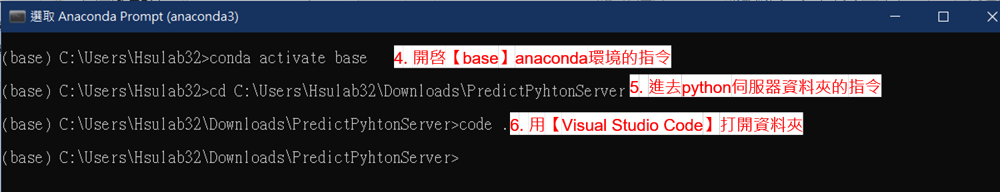 選取 Anaconda Prompt (anaconda3)
(base) C:\Users\Hsulab32>conda activate base 4. 開啓【base】anaconda環境的指令
(base) C:\Users\Hsulab32>cd C:\Users\Hsulab32\Downloads\PredictPyhtonServer 5. 進去python伺服器資料夾的指令
(base) C:\Users\Hsulab32\Downloads\PredictPyhtonServer>code . 6. 用【Visual Studio Code】打開資料夾
(base) C:\Users\Hsulab32\Downloads\PredictPyhtonServer>